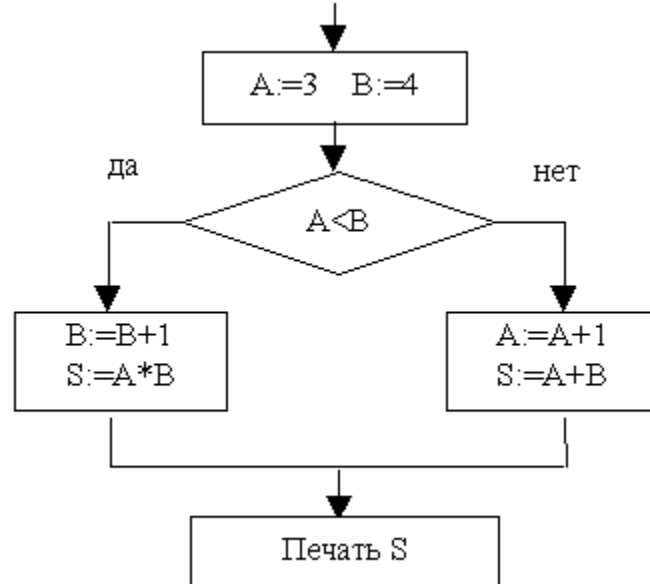 A:=3 B:=4
да
нет
A<B
B:=B+1
S:=A*B
A:=A+1
S:=A+B
Печать S